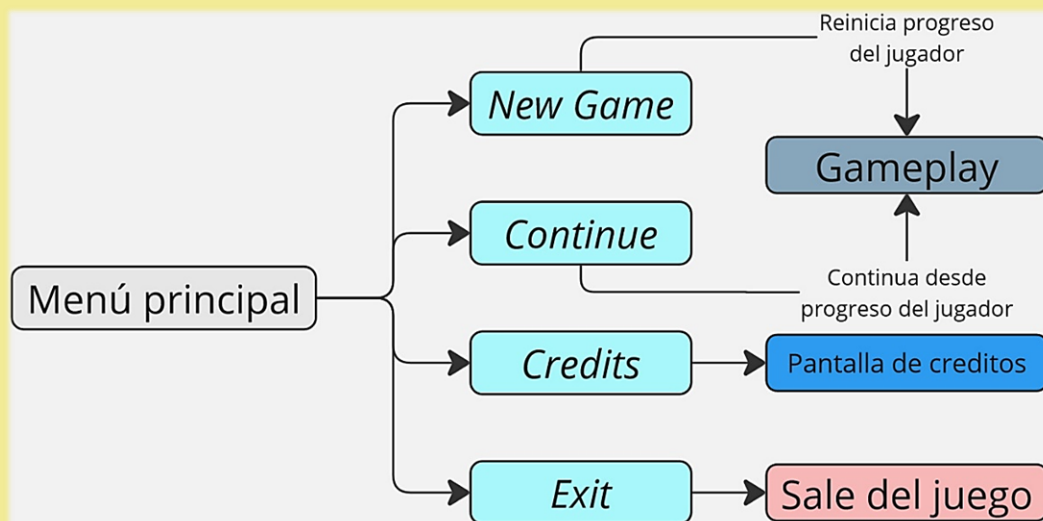 Reinicia progreso
del jugador
New Game
Gameplay
Continue
Continua desde
progreso del jugador
Menú principal
Credits
Pantalla de creditos
Exit
Sale del juego